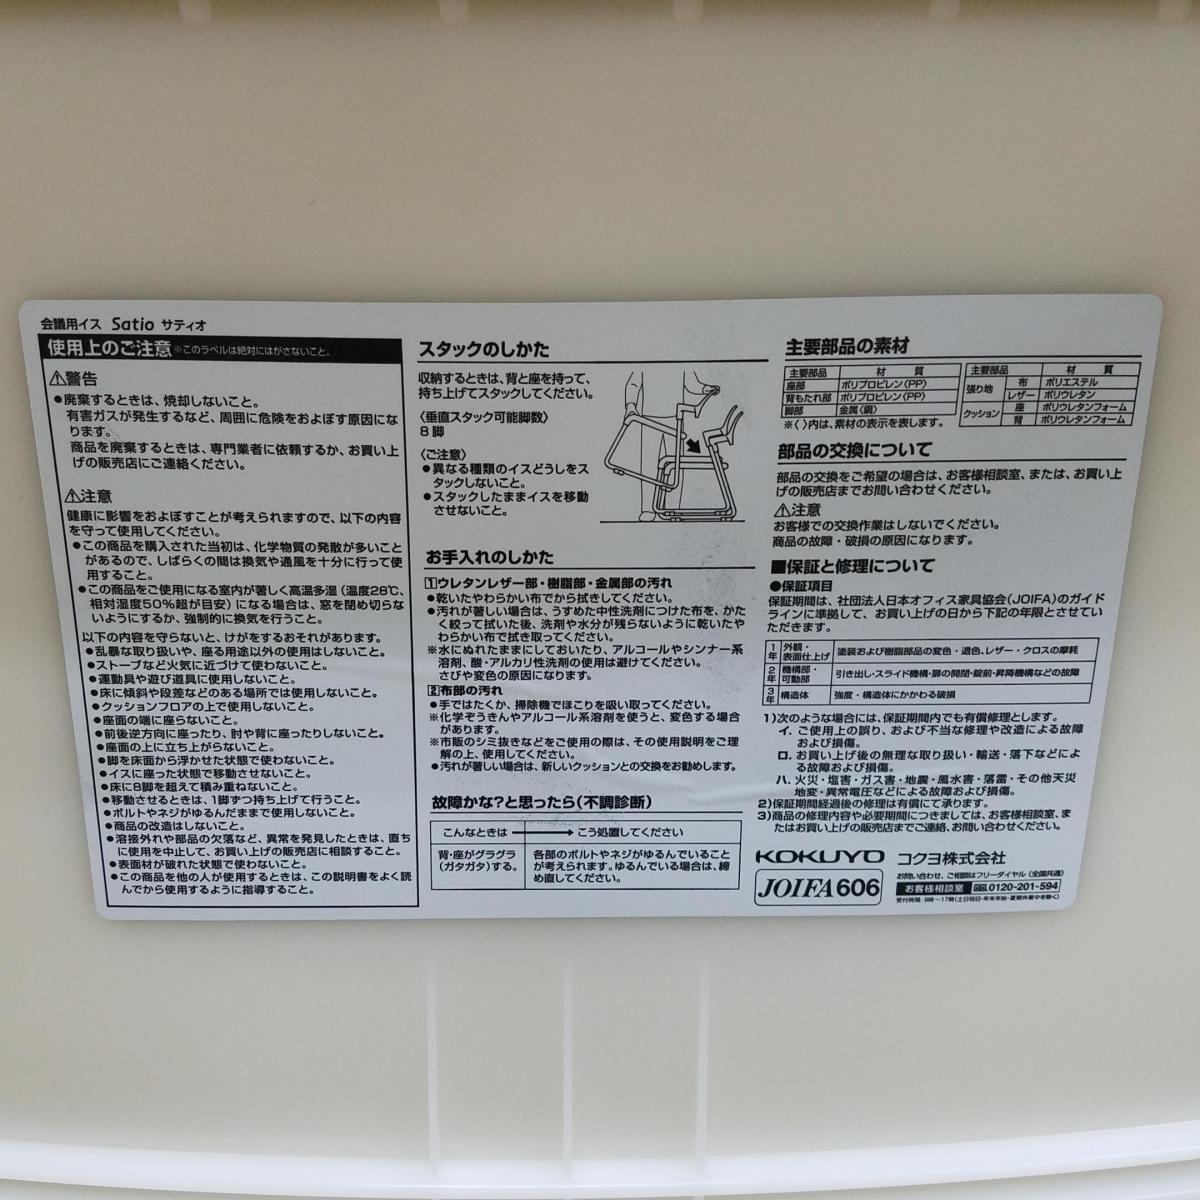 会議用イス Satio サティオ
使用上のご注意 ※このラベルは絶対にはがさないこと。
⚠警告
●廃棄するときは、焼却しないこと。
有害ガスが発生するなど、周囲に危険をおよぼす原因にな
ります。
商品を廃棄するときは、専門業者に依頼するか、お買い上
げの販売店にご連絡ください。
⚠注意
健康に影響をおよぼすことが考えられますので、以下の内容
を守って使用してください。
●この商品を購入された当初は、化学物質の発散が多いこと
があるので、しばらくの間は換気や通風を十分に行って使
用すること。
●この商品をご使用になる室内が著しく高温多湿(温度28℃、
相対湿度50%超が目安)になる場合は、窓を閉め切らな
いようにするか、強制的に換気を行うこと。
以下の内容を守らないと、けがをするおそれがあります。
●乱暴な取り扱いや、座る用途以外の使用はしないこと。
●ストーブなど火気に近づけて使わないこと。
●運動具や遊び道具に使用しないこと。
●床に傾斜や段差などのある場所では使用しないこと。
●クッションフロアの上で使用しないこと。
●座面の端に座らないこと。
●前後逆方向に座ったり、肘や背に座ったりしないこと。
●座面の上に立ち上がらないこと。
●脚を床面から浮かせた状態で使わないこと。
●イスに座った状態で移動させないこと。
●床に8脚を超えて積み重ねないこと。
●移動させるときは、1脚ずつ持ち上げて行うこと。
●ボルトやネジがゆるんだままで使用しないこと。
●商品の改造はしないこと。
●溶接外れや部品の欠落など、異常を発見したときは、直ち
に使用を中止して、お買い上げの販売店に相談すること。
●表面材が破れた状態で使わないこと。
●この商品を他の人が使用するときは、この説明書をよく読
んでから使用するように指導すること。
スタックのしかた
収納するときは、背と座を持って、
持ち上げてスタックしてください。
〈垂直スタック可能脚数〉
8脚
〈ご注意〉
●異なる種類のイスどうしをス
タックしないこと。
●スタックしたままイスを移動
させないこと。
お手入れのしかた
1ウレタンレザー部・樹脂部・金属部の汚れ
●乾いたやわらかい布でから拭きしてください。
●汚れが著しい場合は、うすめた中性洗剤につけた布を、かた
く絞って拭いた後、洗剤や水分が残らないように乾いたや
わらかい布で拭き取ってください。
※水にぬれたままにしておいたり、アルコールやシンナー系
溶剤、酸・アルカリ性洗剤の使用は避けてください。
さびや変色の原因になります。
2布部の汚れ
●手ではたくか、掃除機でほこりを吸い取ってください。
※化学ぞうきんやアルコール系溶剤を使うと、変色する場合
があります。
※市販のシミ抜きなどをご使用の際は、その使用説明をご理
解の上、使用してください。
●汚れが著しい場合は、新しいクッションとの交換をお勧めします。
故障かな?と思ったら(不調診断)
こんなときは → こう処置してください
背・座がグラグラ
(ガタガタ)する。
各部のボルトやネジがゆるんでいること
が考えられます。ゆるんでいる場合は、締
め直してください。
主要部品の素材
主要部品 材質
座部 ポリプロピレン〈PP〉
背もたれ部 ポリプロピレン〈PP〉
脚部 金属〈鋼〉
主要部品 材質
張り地 布 ポリエステル
レザー ポリウレタン
クッション 座 ポリウレタンフォーム
背 ポリウレタンフォーム
※〈 〉内は、素材の表示を表します。
部品の交換について
部品の交換をご希望の場合は、お客様相談室、または、お買い上
げの販売店までお問い合わせください。
⚠注意
お客様での交換作業はしないでください。
商品の故障・破損の原因になります。
■保証と修理について
●保証項目
保証期間は、社団法人日本オフィス家具協会(JOIFA)のガイド
ラインに準拠して、お買い上げの日から下記の年限とさせてい
ただきます。
1年 外観・表面仕上げ 塗装および樹脂部品の変色・退色、レザー・クロスの摩耗
2年 機構部・可動部 引き出し・スライド機構・扉の開閉・錠前・昇降機構などの故障
3年 構造体 強度・構造体にかかわる破損
1)次のような場合には、保証期間内でも有償修理とします。
イ. ご使用上の誤り、および不当な修理や改造による故障
および損傷。
ロ. お買い上げ後の無理な取り扱い・輸送・落下などによ
る故障および損傷。
ハ. 火災・塩害・ガス害・地震・風水害・落雷・その他天災
地変・異常電圧などによる故障および損傷。
2)保証期間経過後の修理は有償にて承ります。
3)商品の修理内容や必要期間につきましては、お客様相談室、ま
たはお買い上げの販売店までご連絡、お問い合わせください。
KOKUYO コクヨ株式会社
JOIFA606
お問い合わせ、ご相談はフリーダイヤル(全国共通)
お客様相談室 0120-201-594
受付時間 9時〜17時(土日祝日・年末年始・夏期休業中を除く)